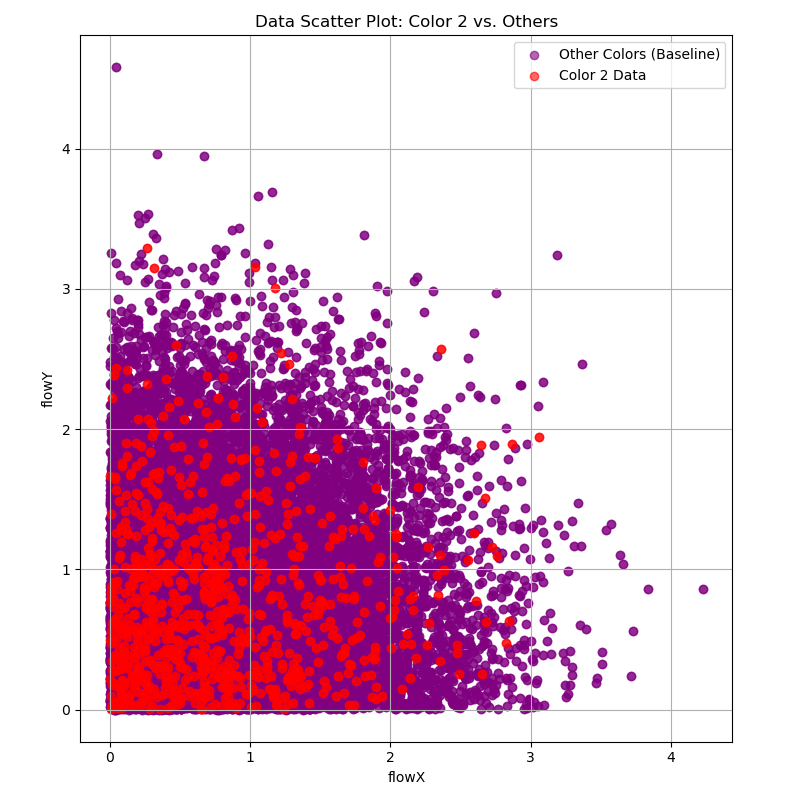 Data Scatter Plot: Color 2 vs. Others
Other Colors (Baseline)
Color 2 Data
flowY
4
3
2
1
0
0 1 2 3 4
flowX